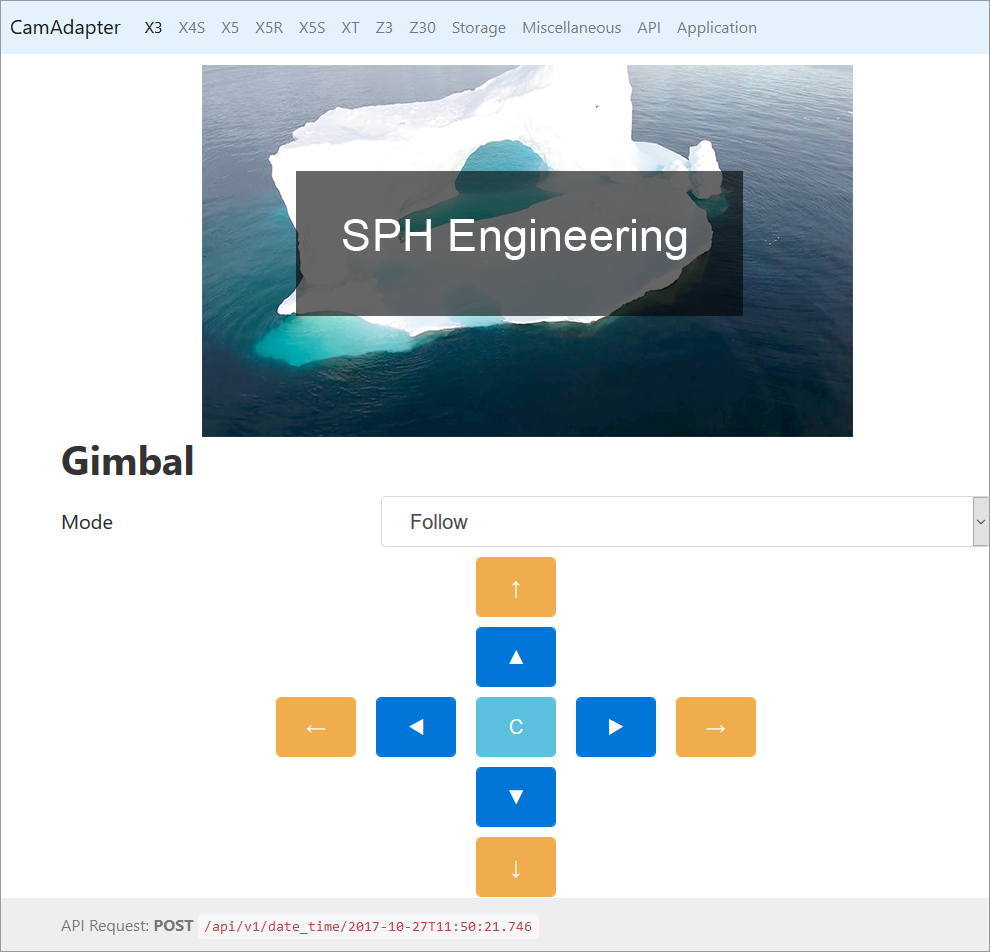 CamAdapter X3 X4S X5 X5R X5S XT Z3 Z30 Storage Miscellaneous API Application
SPH Engineering
Gimbal
Mode Follow
↑
▲
← ◀ C ▶ →
▼
↓
API Request: POST /api/v1/date_time/2017-10-27T11:50:21.746